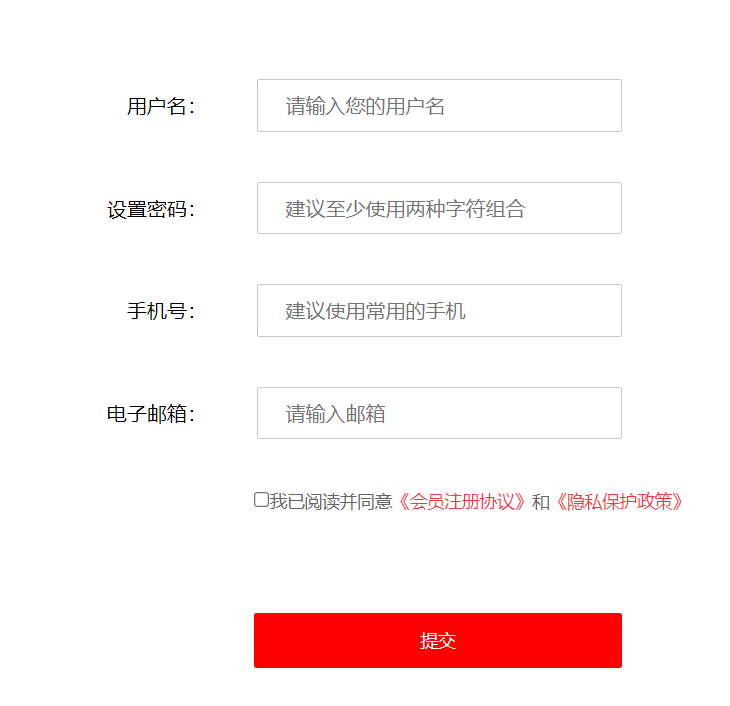 用户名： 请输入您的用户名
设置密码： 建议至少使用两种字符组合
手机号： 建议使用常用的手机
电子邮箱： 请输入邮箱
我已阅读并同意《会员注册协议》和《隐私保护政策》
提交